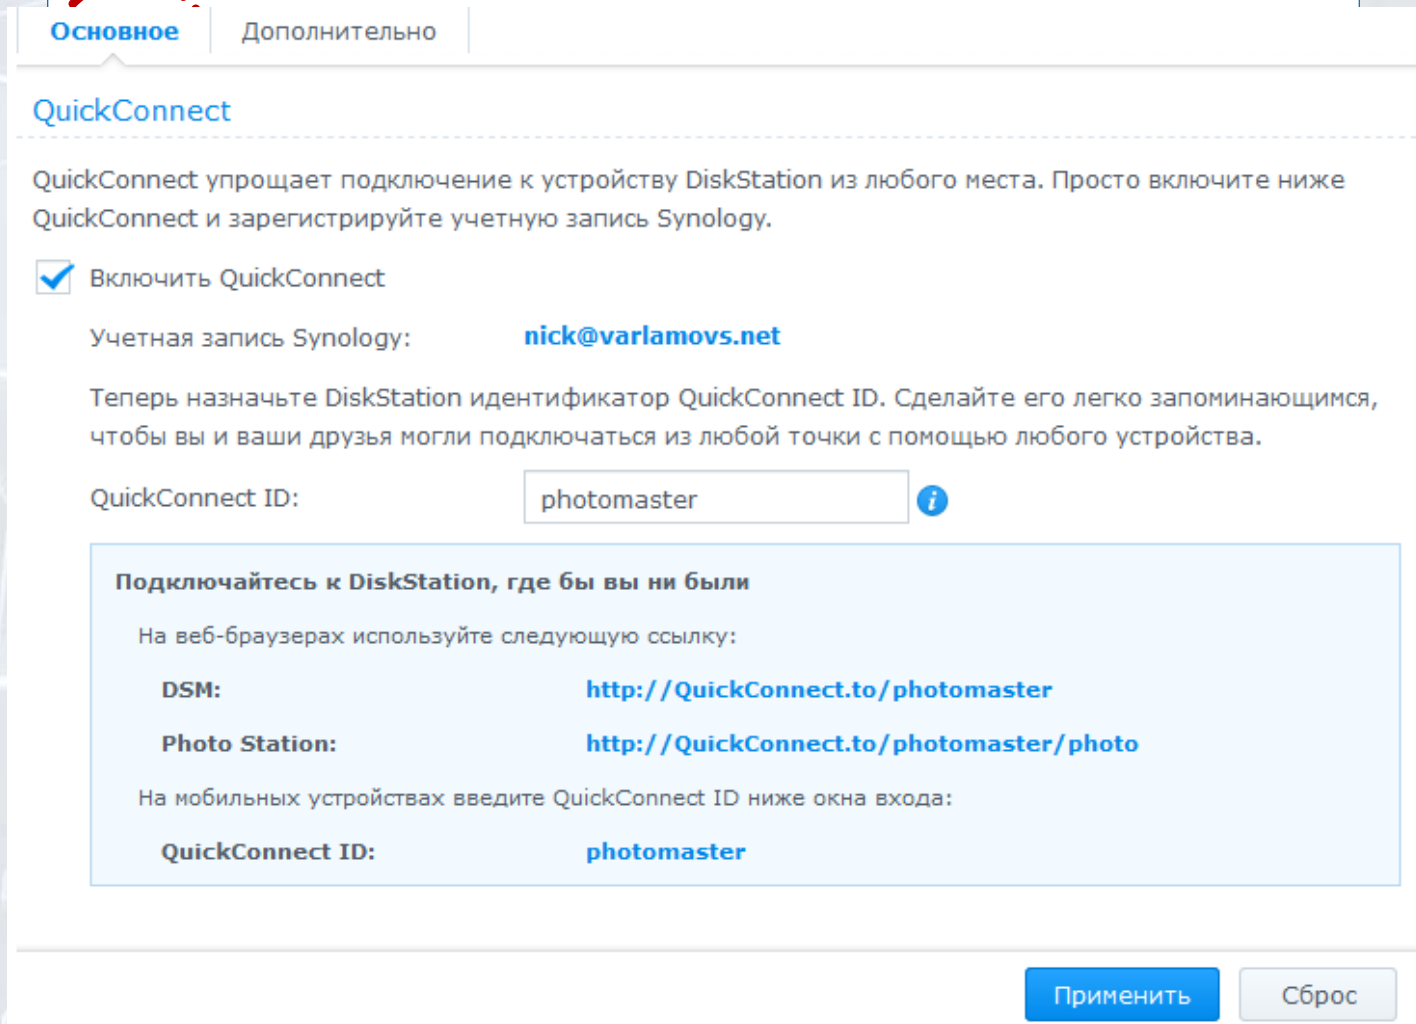 Основное
Дополнительно
QuickConnect
QuickConnect упрощает подключение к устройству DiskStation из любого места. Просто включите ниже
QuickConnect и зарегистрируйте учетную запись Synology.
Включить QuickConnect
Учетная запись Synology: nick@varlamovs.net
Теперь назначьте DiskStation идентификатор QuickConnect ID. Сделайте его легко запоминающимся,
чтобы вы и ваши друзья могли подключаться из любой точки с помощью любого устройства.
QuickConnect ID: photomaster
Подключайтесь к DiskStation, где бы вы ни были
На веб-браузерах используйте следующую ссылку:
DSM: http://QuickConnect.to/photomaster
Photo Station: http://QuickConnect.to/photomaster/photo
На мобильных устройствах введите QuickConnect ID ниже окна входа:
QuickConnect ID: photomaster
Применить
Сброс